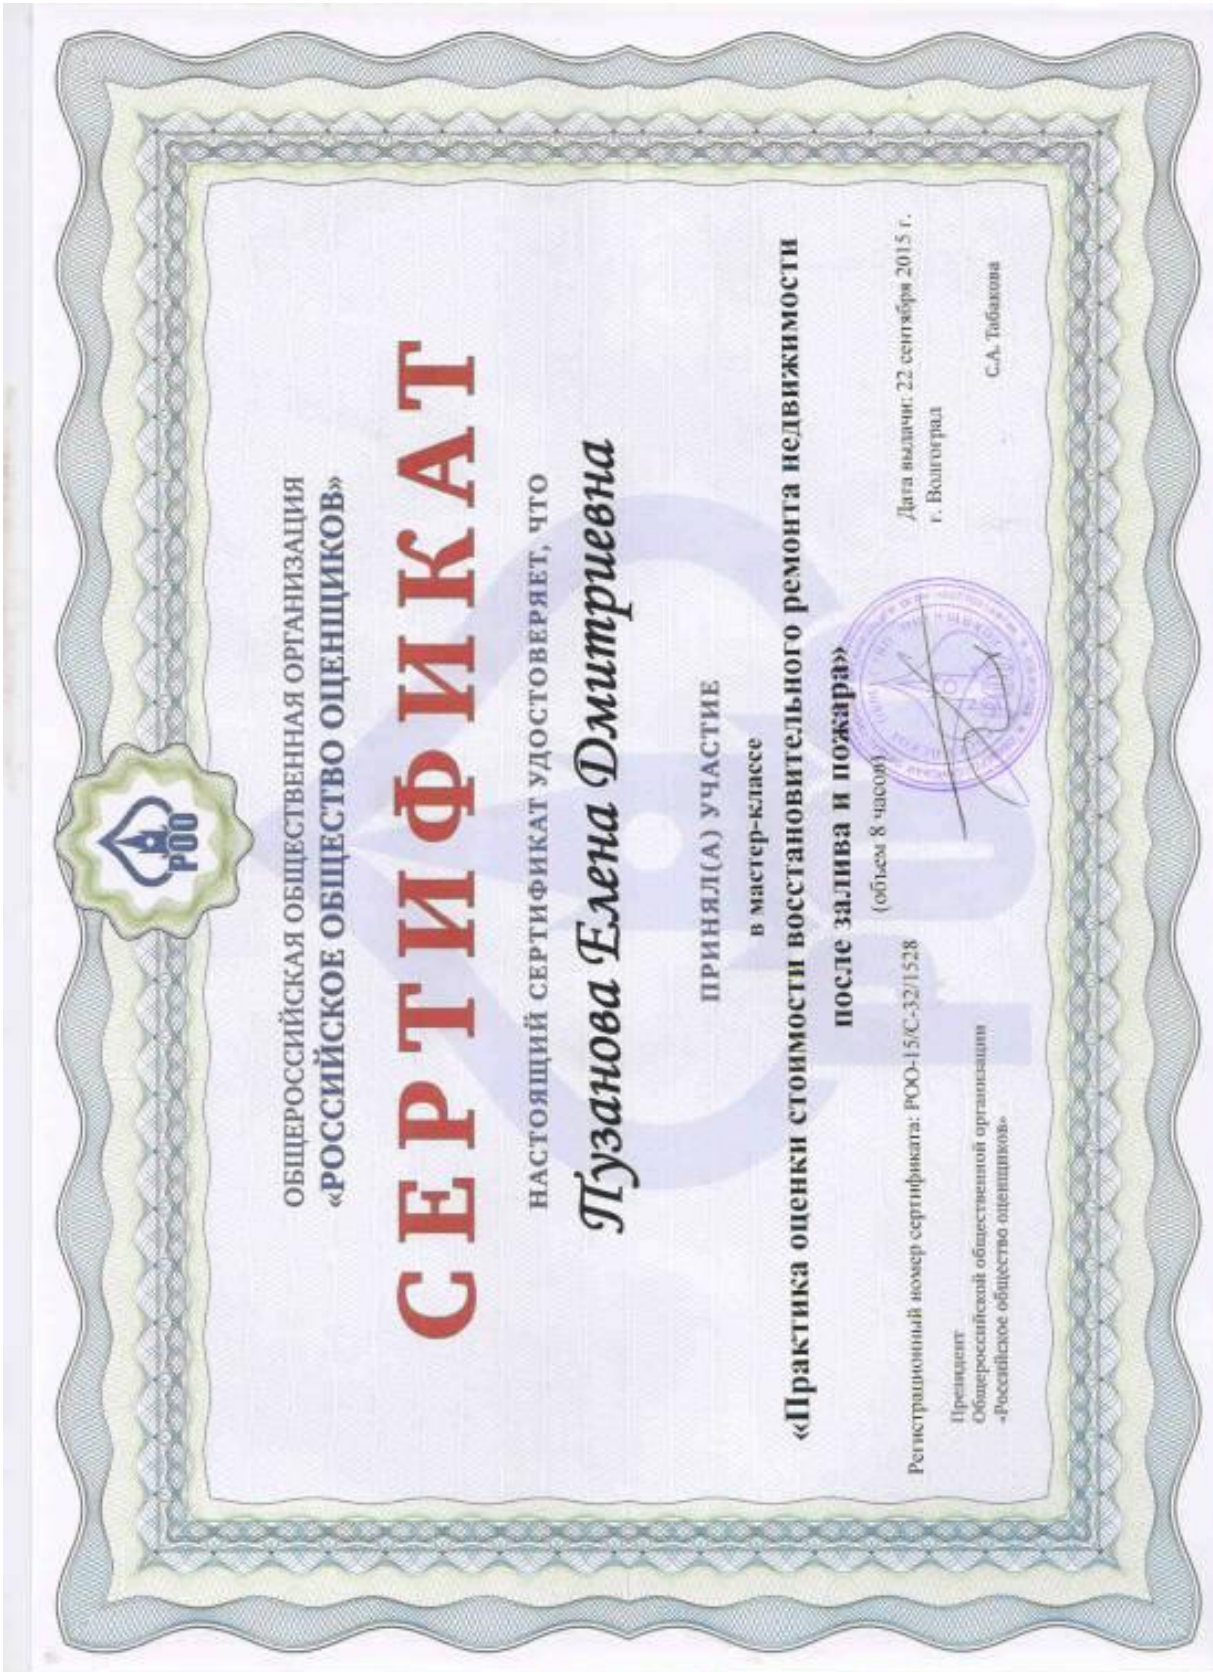 РОО
ОБЩЕРОССИЙСКАЯ ОБЩЕСТВЕННАЯ ОРГАНИЗАЦИЯ
«РОССИЙСКОЕ ОБЩЕСТВО ОЦЕНЩИКОВ»
СЕРТИФИКАТ
НАСТОЯЩИЙ СЕРТИФИКАТ УДОСТОВЕРЯЕТ, ЧТО
Пузанова Елена Дмитриевна
ПРИНЯЛ(А) УЧАСТИЕ
в мастер-классе
«Практика оценки стоимости восстановительного ремонта недвижимости
после залива и пожара»
(объем 8 часов)
Регистрационный номер сертификата: РОО-15/С-32/1528
Дата выдачи: 22 сентября 2015 г.
г. Волгоград
Президент
Общероссийской общественной организации
«Российское общество оценщиков»
С.А. Табакова